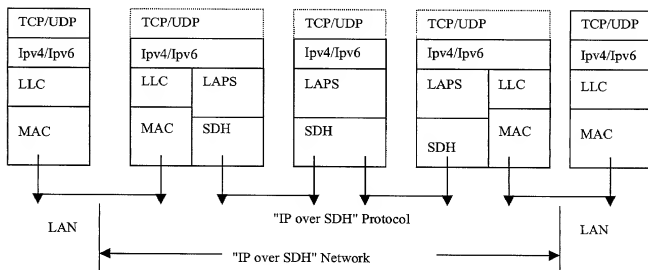 TCP/UDP TCP/UDP TCP/UDP TCP/UDP TCP/UDP
Ipv4/Ipv6 Ipv4/Ipv6 Ipv4/Ipv6 Ipv4/Ipv6 Ipv4/Ipv6
LLC LLC LAPS LAPS LAPS LLC LLC
MAC MAC SDH SDH SDH MAC MAC
"IP over SDH" Protocol
LAN LAN
"IP over SDH" Network